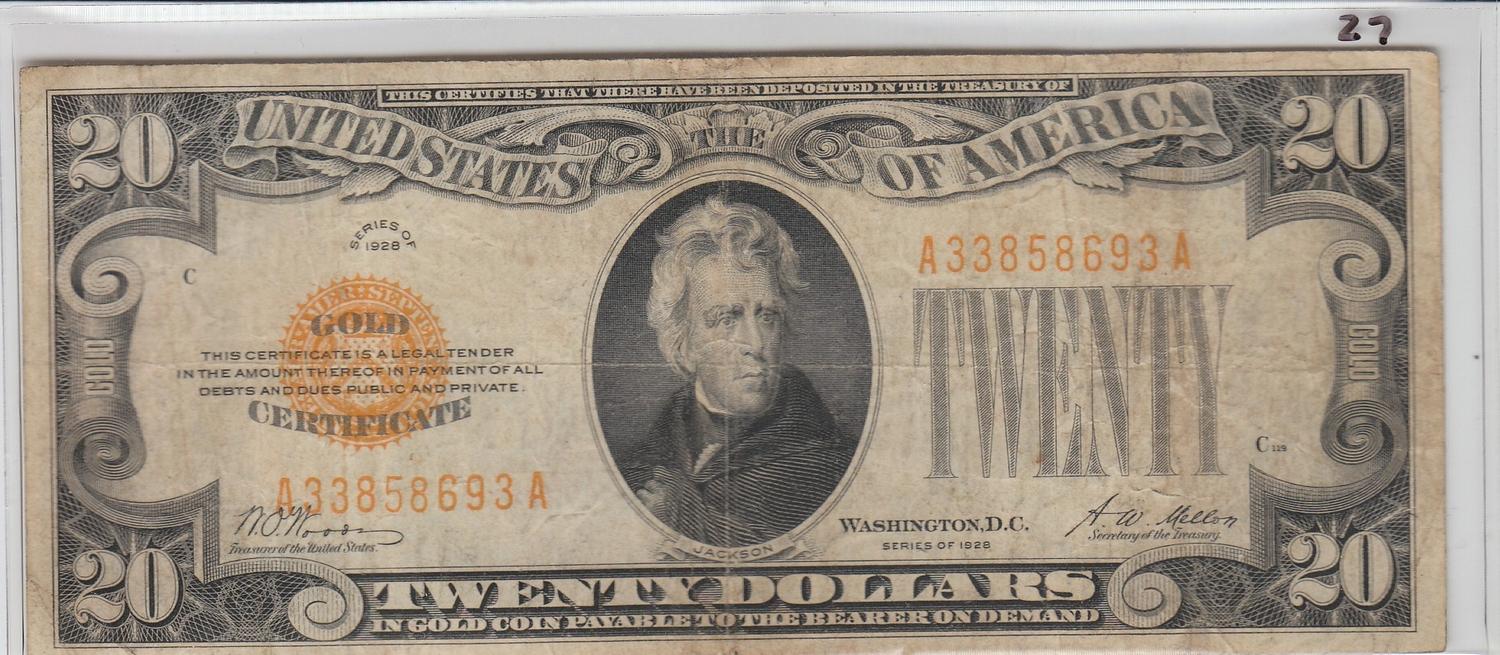 27
THIS CERTIFIES THAT THERE HAVE BEEN DEPOSITED IN THE TREASURY OF
20
UNITED STATES
THE
OF AMERICA
20
SERIES OF
1928
C
A33858693A
GOLD
TWENTY
THIS CERTIFICATE IS A LEGAL TENDER
IN THE AMOUNT THEREOF IN PAYMENT OF ALL
DEBTS AND DUES PUBLIC AND PRIVATE.
CERTIFICATE
GOLD
GOLD
C 119
A33858693A
W.O. Woods
Treasurer of the United States.
WASHINGTON, D.C.
SERIES OF 1928
A. W. Mellon
Secretary of the Treasury.
JACKSON
20
TWENTY DOLLARS
IN GOLD COIN PAYABLE TO THE BEARER ON DEMAND
20